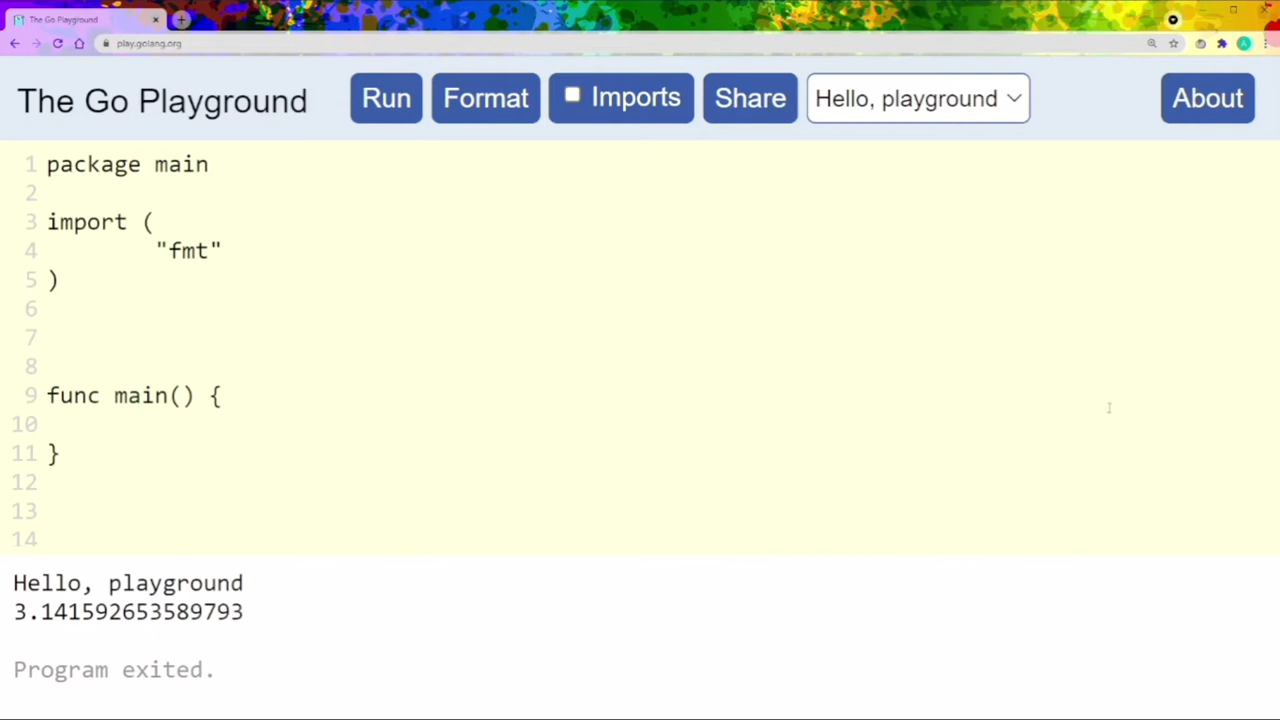 The Go Playground
play.golang.org
The Go Playground Run Format Imports Share Hello, playground About
1 package main
2
3 import (
4 "fmt"
5 )
6
7
8
9 func main() {
10
11 }
12
13
14
Hello, playground
3.141592653589793
Program exited.